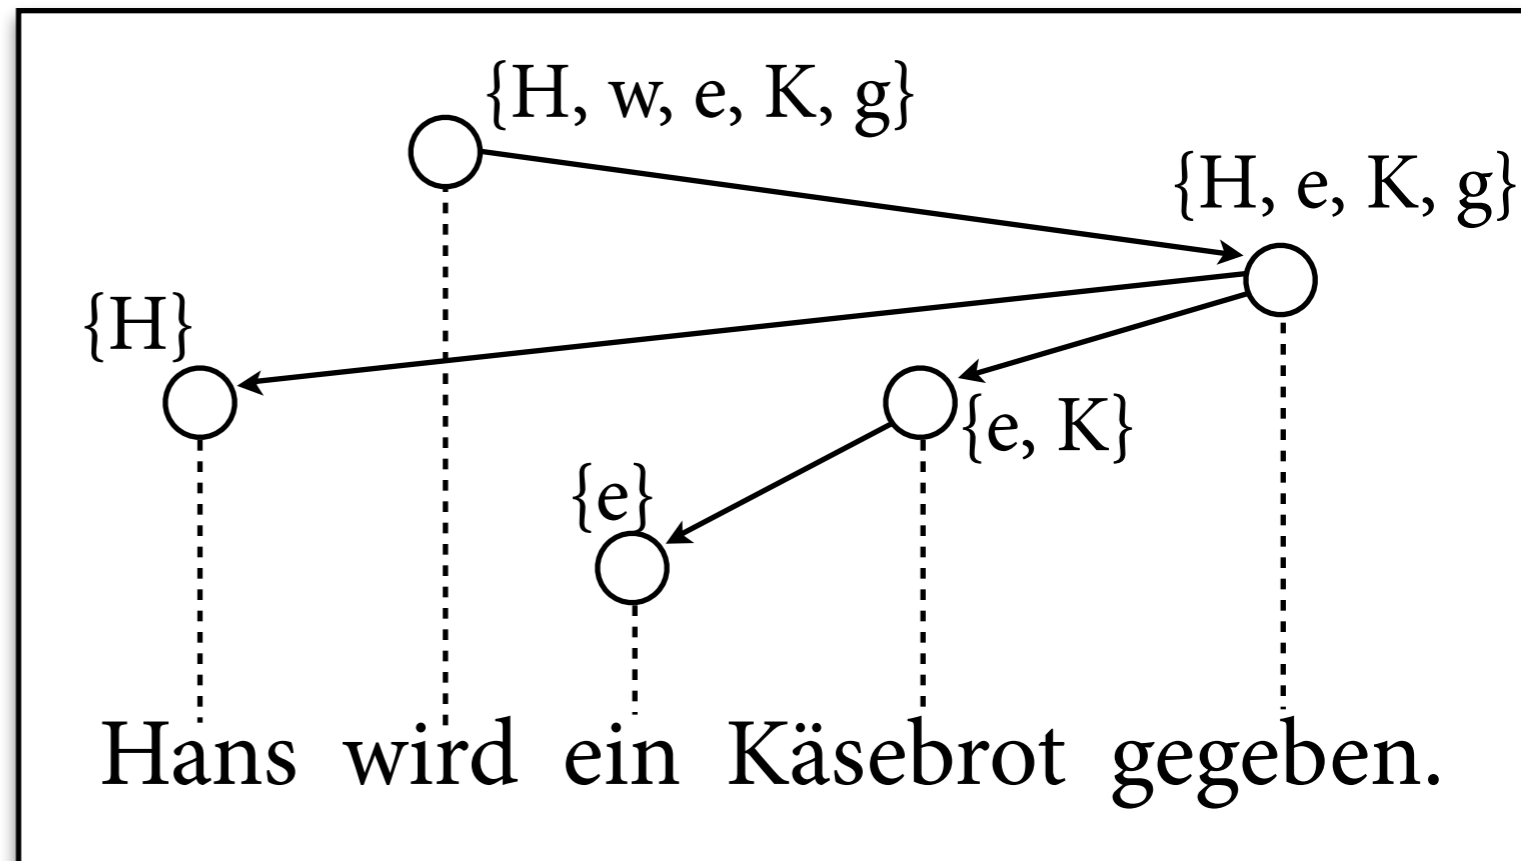 {H, w, e, K, g}
{H, e, K, g}
{H}
{e, K}
{e}
Hans wird ein Käsebrot gegeben.